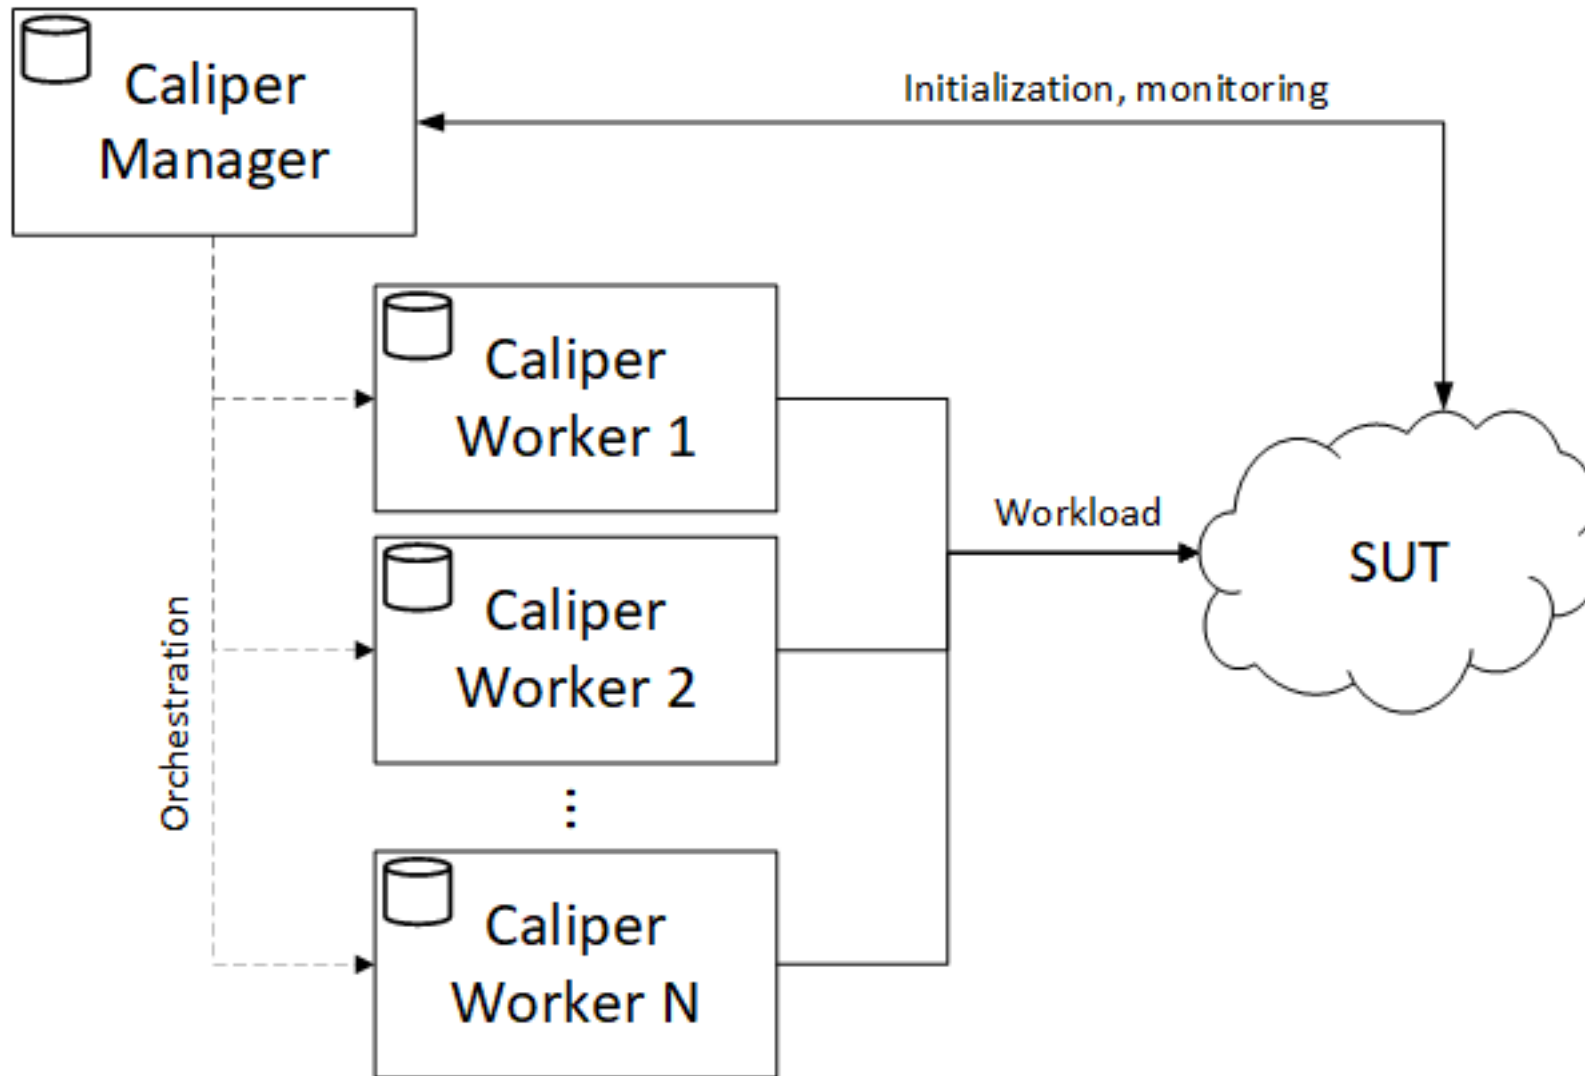 Caliper
Manager
Initialization, monitoring
Caliper
Worker 1
Workload
SUT
Caliper
Worker 2
Orchestration
...
Caliper
Worker N